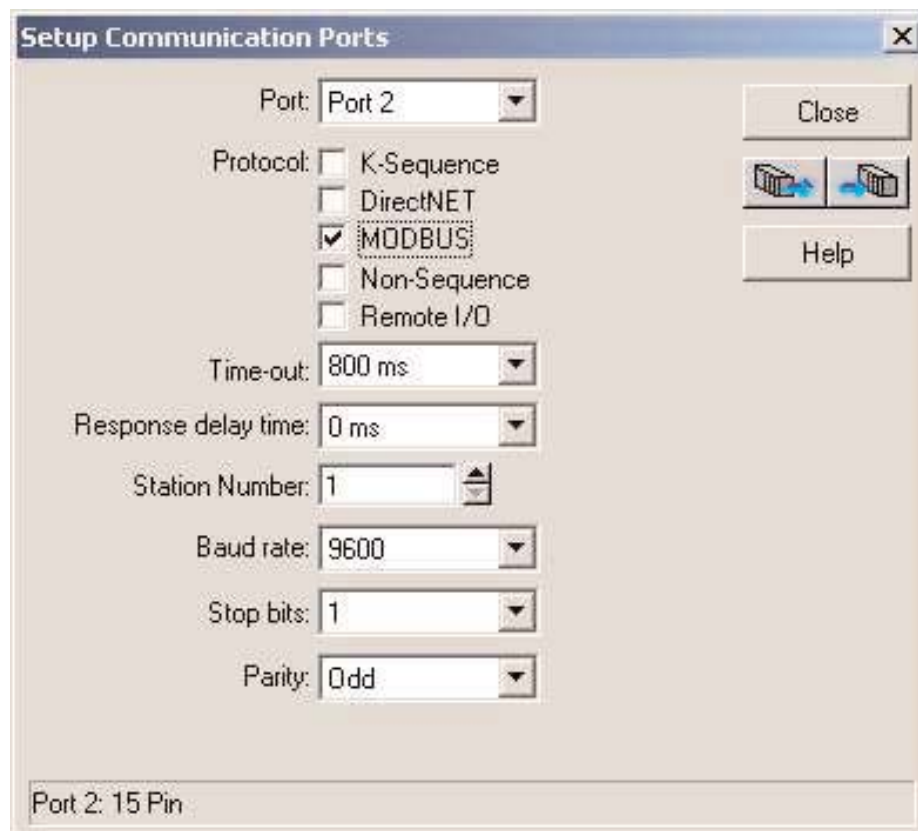 Setup Communication Ports
Port: Port 2
Close
Protocol: K-Sequence
DirectNET
MODBUS
Help
Non-Sequence
Remote I/O
Time-out: 800 ms
Response delay time: 0 ms
Station Number: 1
Baud rate: 9600
Stop bits: 1
Parity: Odd
Port 2: 15 Pin